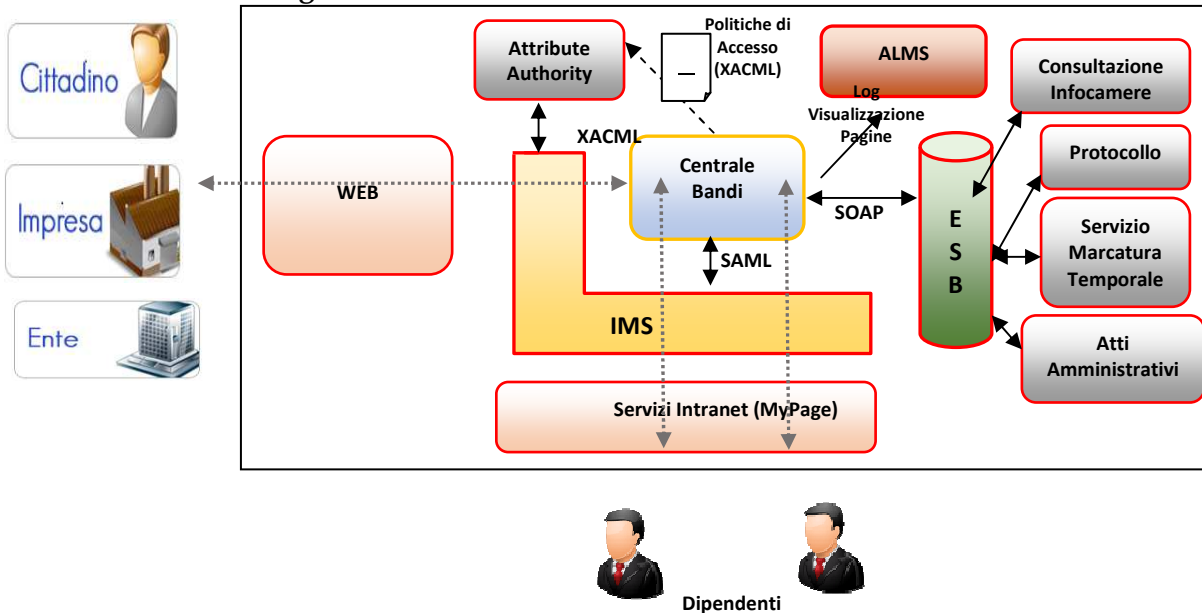 Cittadino
Impresa
Ente
WEB
Attribute
Authority
Politiche di
Accesso
(XACML)
ALMS
Log
Visualizzazione
Pagine
XACML
Centrale
Bandi
SOAP
SAML
IMS
E
S
B
Consultazione
Infocamere
Protocollo
Servizio
Marcatura
Temporale
Atti
Amministrativi
Servizi Intranet (MyPage)
Dipendenti